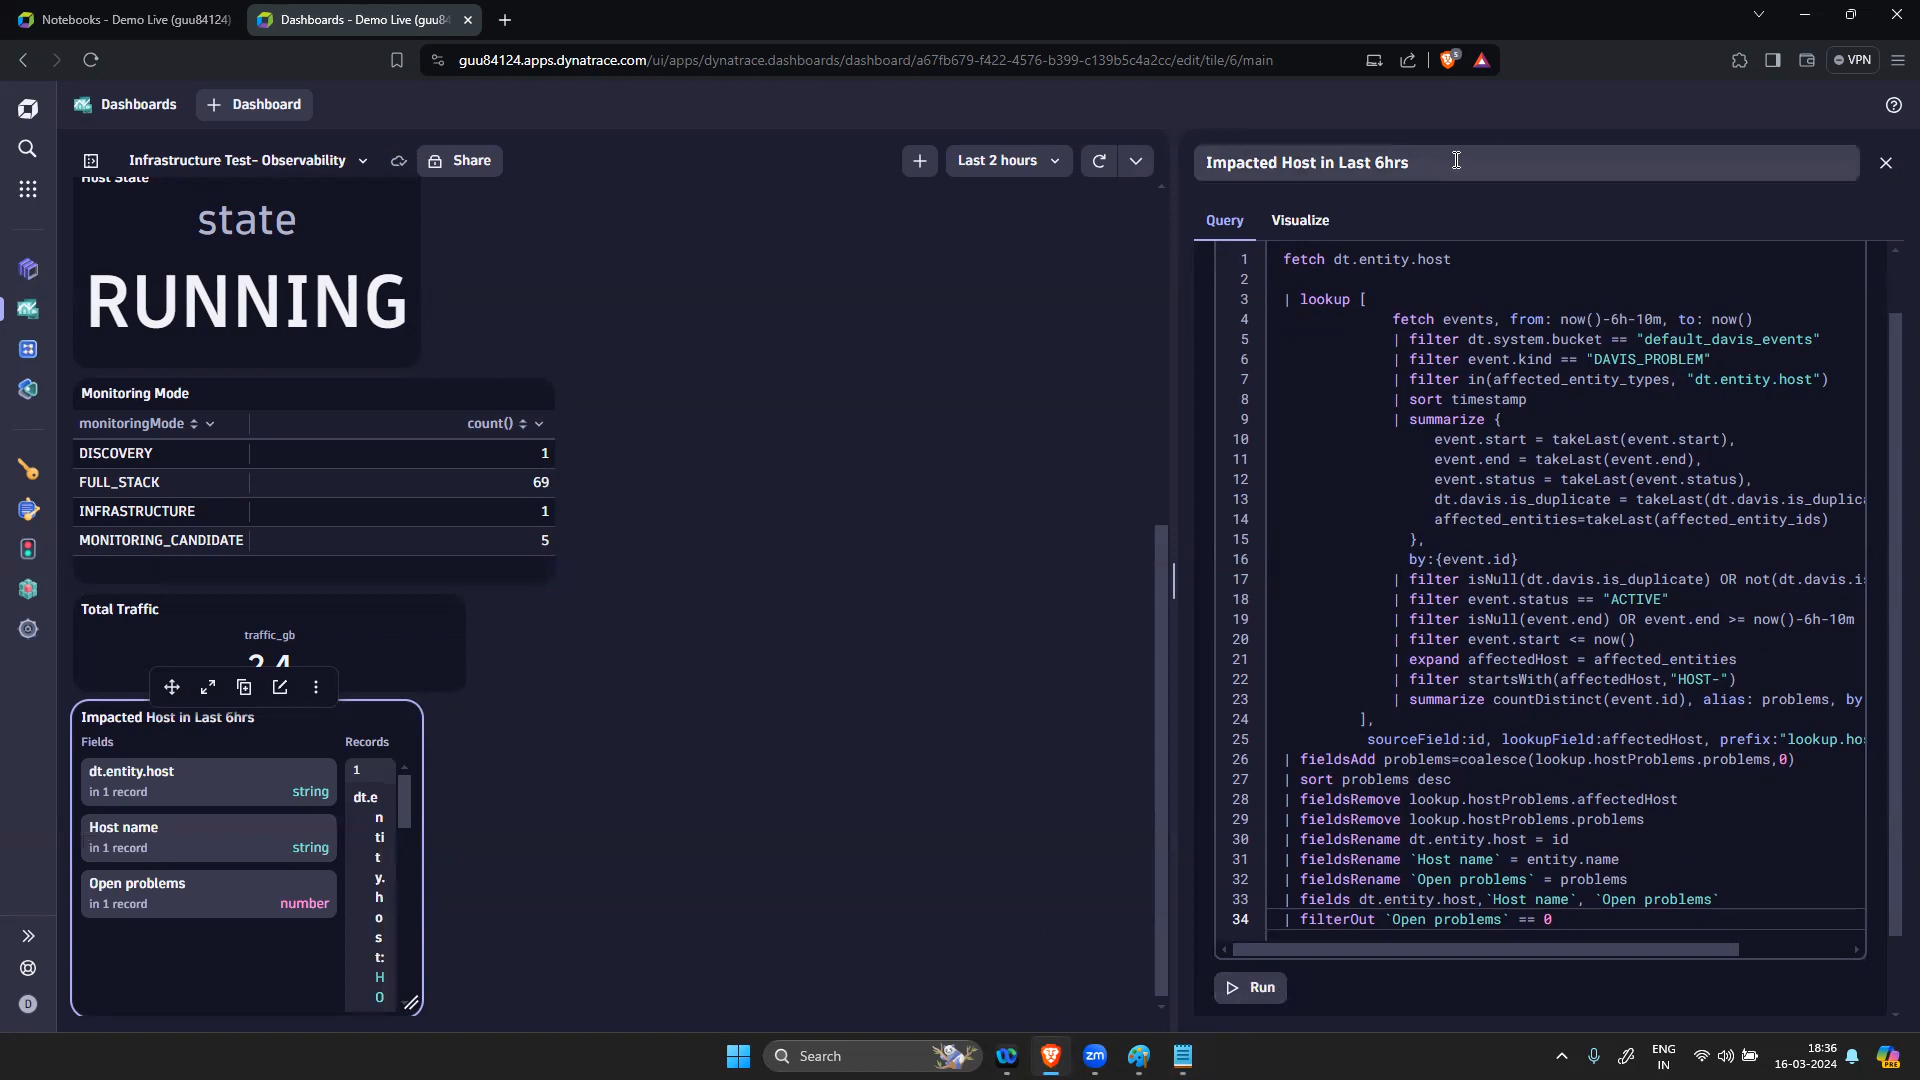 Notebooks - Demo Live (guu84124)
Dashboards - Demo Live (guu84
guu84124.apps.dynatrace.com/ui/apps/dynatrace.dashboards/dashboard/a67fb679-f422-4576-b399-c139b5c4a2cc/edit/tile/6/main
5
VPN
Dashboards
Dashboard
Infrastructure Test- Observability
Share
Last 2 hours
Host State
state
RUNNING
Monitoring Mode
monitoringMode
count()
DISCOVERY 1
FULL_STACK 69
INFRASTRUCTURE 1
MONITORING_CANDIDATE 5
Total Traffic
traffic_gb
2.4
Impacted Host in Last 6hrs
Fields
Records
dt.entity.host
in 1 record string
Host name
in 1 record string
Open problems
in 1 record number
1
dt.e
n
ti
t
y.
h
o
s
t:
H
O
Impacted Host in Last 6hrs
Query
Visualize
1 fetch dt.entity.host
2
3 | lookup [
4 fetch events, from: now()-6h-10m, to: now()
5 | filter dt.system.bucket == "default_davis_events"
6 | filter event.kind == "DAVIS_PROBLEM"
7 | filter in(affected_entity_types, "dt.entity.host")
8 | sort timestamp
9 | summarize {
10 event.start = takeLast(event.start),
11 event.end = takeLast(event.end),
12 event.status = takeLast(event.status),
13 dt.davis.is_duplicate = takeLast(dt.davis.is_duplic
14 affected_entities=takeLast(affected_entity_ids)
15 },
16 by:{event.id}
17 | filter isNull(dt.davis.is_duplicate) OR not(dt.davis.i
18 | filter event.status == "ACTIVE"
19 | filter isNull(event.end) OR event.end >= now()-6h-10m
20 | filter event.start <= now()
21 | expand affectedHost = affected_entities
22 | filter startsWith(affectedHost,"HOST-")
23 | summarize countDistinct(event.id), alias: problems, by
24 ],
25 sourceField:id, lookupField:affectedHost, prefix:"lookup.ho
26 | fieldsAdd problems=coalesce(lookup.hostProblems.problems,0)
27 | sort problems desc
28 | fieldsRemove lookup.hostProblems.affectedHost
29 | fieldsRemove lookup.hostProblems.problems
30 | fieldsRename dt.entity.host = id
31 | fieldsRename `Host name` = entity.name
32 | fieldsRename `Open problems` = problems
33 | fields dt.entity.host,`Host name`, `Open problems`
34 | filterOut `Open problems` == 0
Run
D
Search
zm
ENG
IN
18:36
16-03-2024
PRE